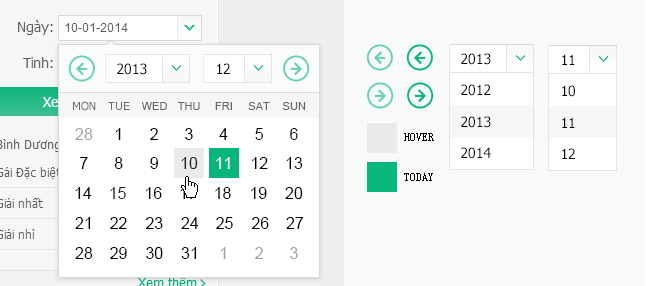 Ngày: 10-01-2014
Tỉnh:
2013 12
Xe
MON TUE WED THU FRI SAT SUN
28 1 2 3 4 5 6
7 8 9 10 11 12 13
14 15 16 18 19 20
21 22 23 24 25 26 27
28 29 30 31 1 2 3
Bình Dương
Giải Đặc biệt
Giải nhất
Giải nhì
Xem thêm >
2013 11
2012 10
2013 11
2014 12
HOVER
TODAY